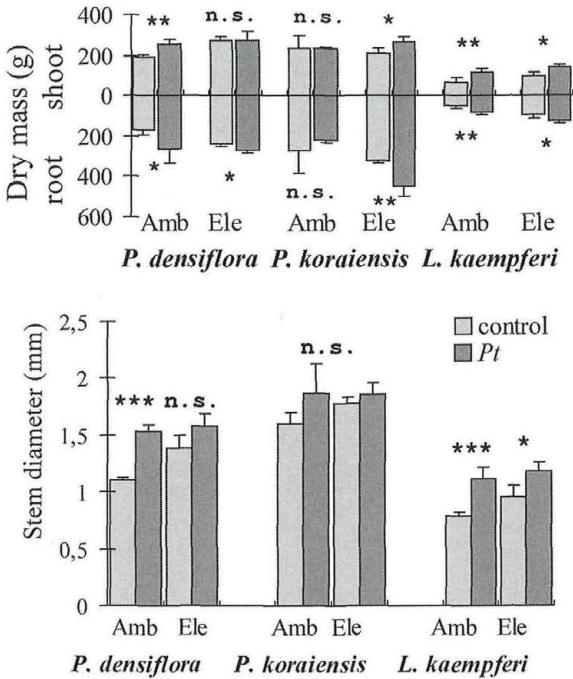 ** n.s. n.s. * ** *
400
200
0
200
400
600
Dry mass (g)
root shoot
* * n.s. ** ** *
Amb Ele Amb Ele Amb Ele
P. densiflora P. koraiensis L. kaempferi
2,5
2
1,5
1
0,5
0
Stem diameter (mm)
control
Pt
*** n.s. n.s. *** *
Amb Ele Amb Ele Amb Ele
P. densiflora P. koraiensis L. kaempferi